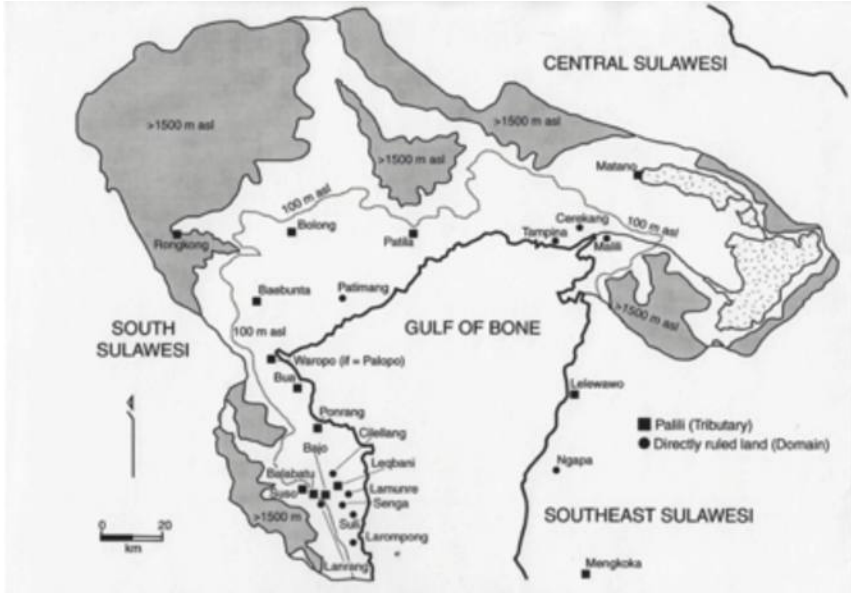 CENTRAL SULAWESI
>1500 m asl
>1500 m asl
>1500 m asl
Matano
100 m asl
Rongkong
Bolong
Patila
Cerekang
100 m asl
Tampina
Malili
Baebunta
Patimang
>1500 m asl
SOUTH
SULAWESI
100 m asl
GULF OF BONE
Waropo (if = Palopo)
Bua
Lelewawo
Ponrang
Palili (Tributary)
Cilellang
Directly ruled land (Domain)
Bajo
Leqbani
Ngapa
Balabatu
Lamunre
Suso
Senga
>1500 m
Suli
SOUTHEAST SULAWESI
0 20
km
Larompong
Lanrang
Mengkoka